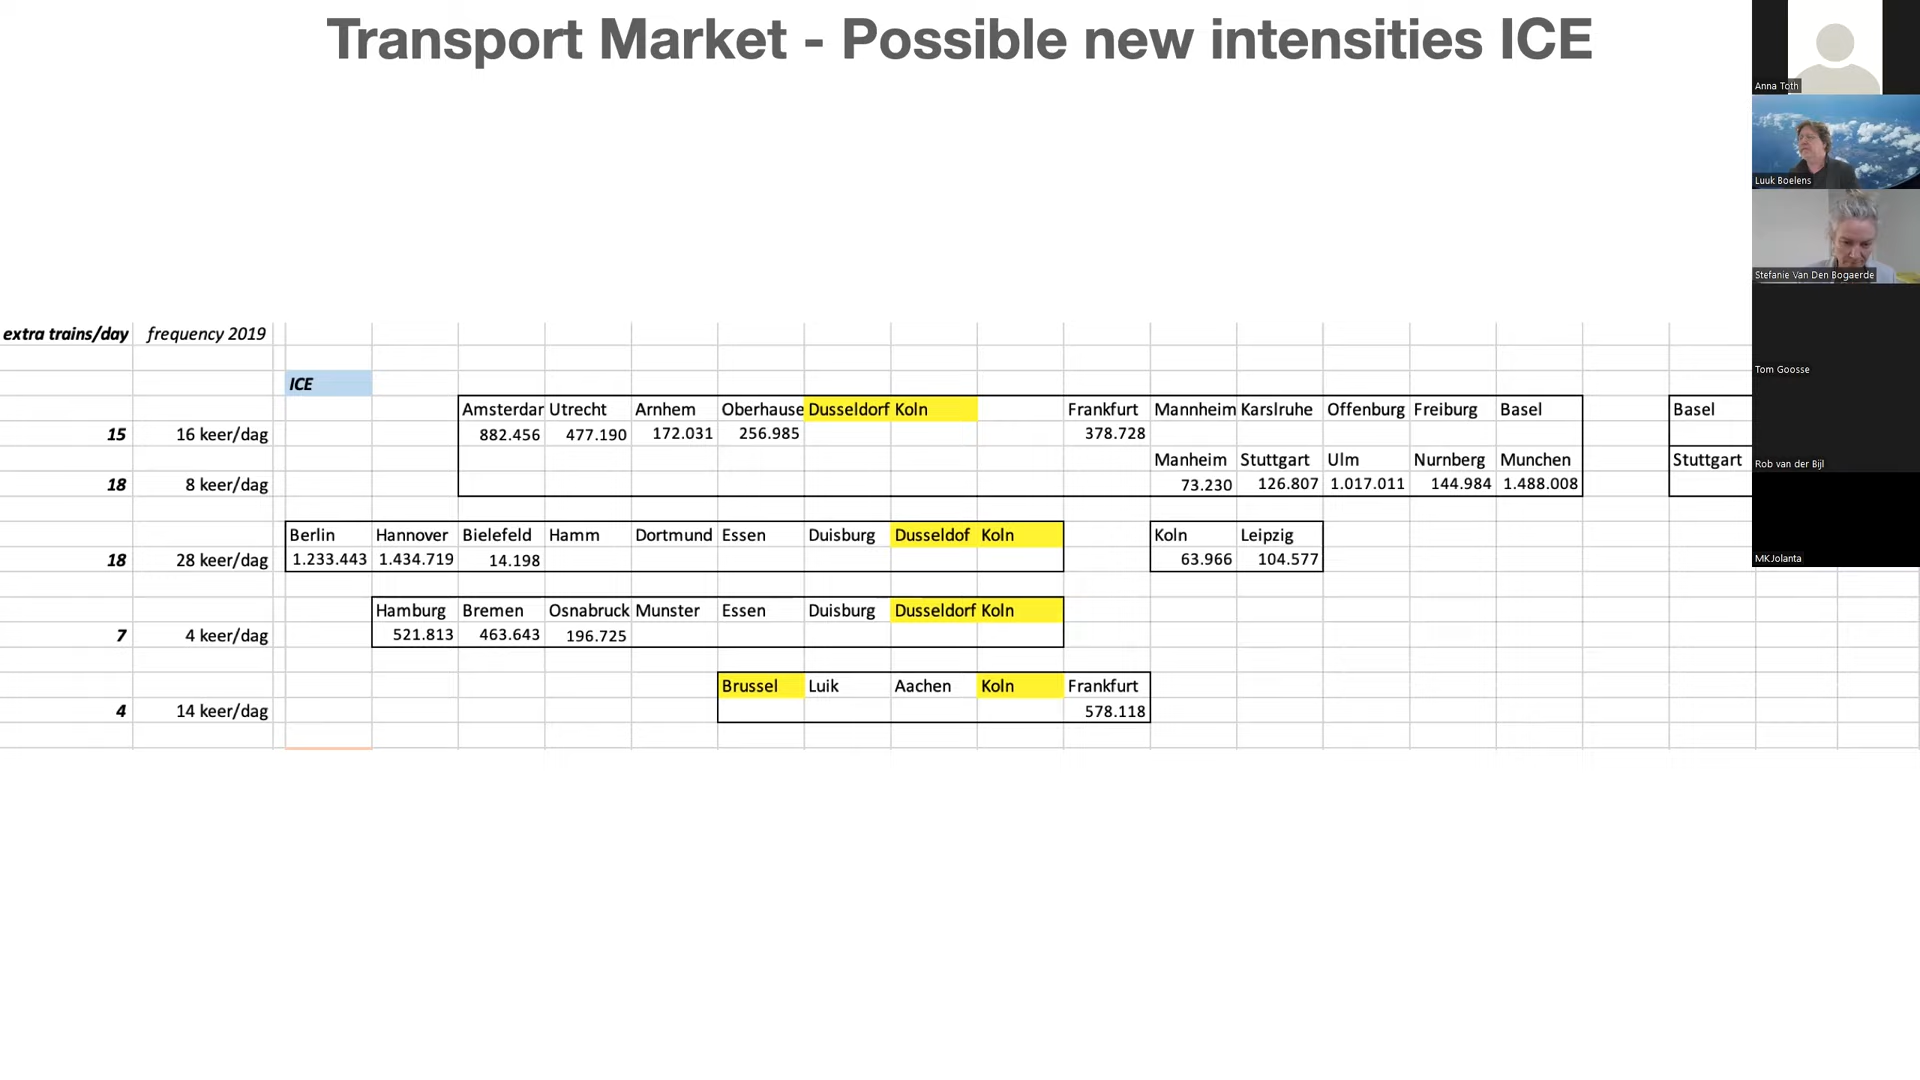 Transport Market - Possible new intensities ICE
extra trains/day frequency 2019
ICE
Amsterdar Utrecht Arnhem Oberhause Dusseldorf Koln Frankfurt Mannheim Karslruhe Offenburg Freiburg Basel Basel
15 16 keer/dag 882.456 477.190 172.031 256.985 378.728
Manheim Stuttgart Ulm Nurnberg Munchen Stuttgart
18 8 keer/dag 73.230 126.807 1.017.011 144.984 1.488.008
Berlin Hannover Bielefeld Hamm Dortmund Essen Duisburg Dusseldof Koln Koln Leipzig
18 28 keer/dag 1.233.443 1.434.719 14.198 63.966 104.577
Hamburg Bremen Osnabruck Munster Essen Duisburg Dusseldorf Koln
7 4 keer/dag 521.813 463.643 196.725
Brussel Luik Aachen Koln Frankfurt
4 14 keer/dag 578.118
Anna Toth
Luuk Boelens
Stefanie Van Den Bogaerde
Tom Goosse
Rob van der Bijl
MKJolanta